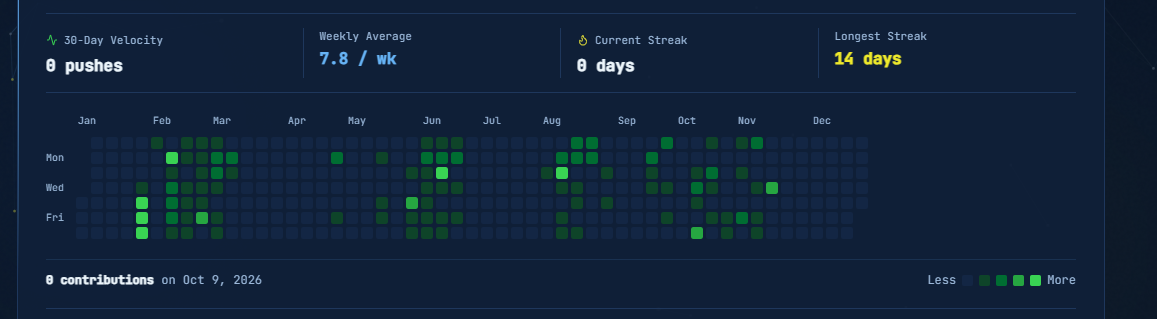 30-Day Velocity
0 pushes
Weekly Average
7.8 / wk
Current Streak
0 days
Longest Streak
14 days
Jan Feb Mar Apr May Jun Jul Aug Sep Oct Nov Dec
Mon
Wed
Fri
0 contributions on Oct 9, 2026
Less More